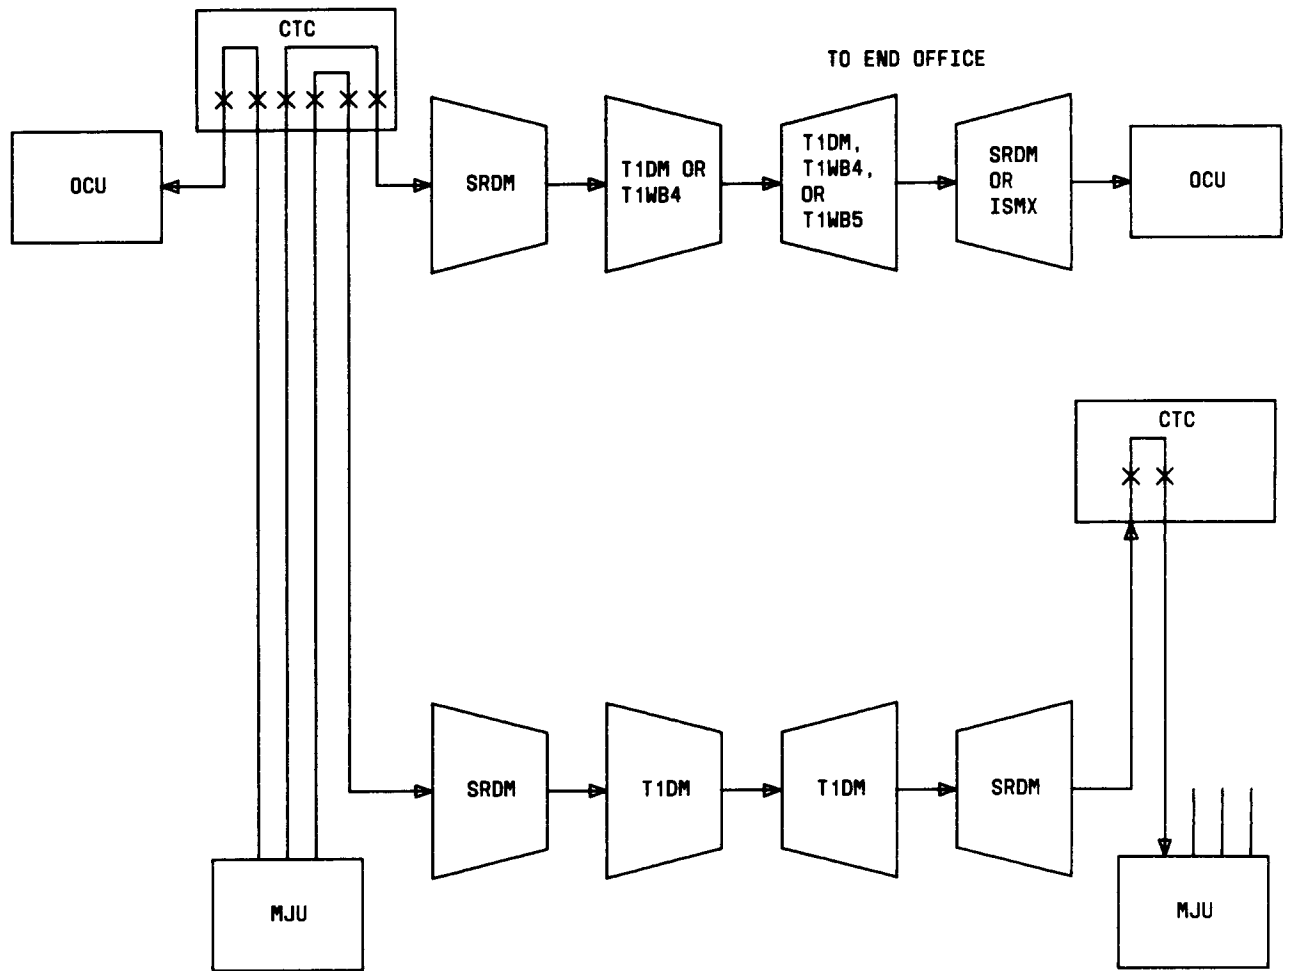 CTC
TO END OFFICE
OCU
SRDM
T1DM OR
T1WB4
T1DM,
T1WB4,
OR
T1WB5
SRDM
OR
ISMX
OCU
CTC
SRDM
T1DM
T1DM
SRDM
MJU
MJU